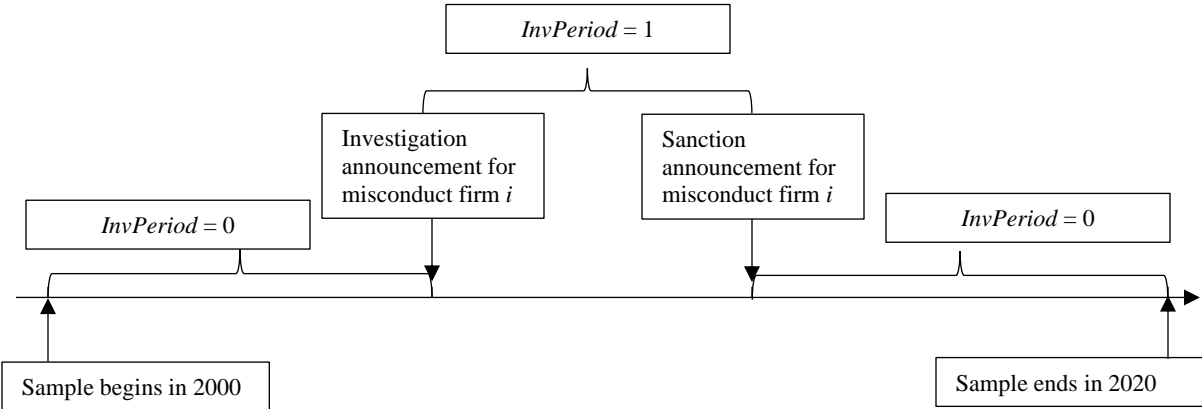 InvPeriod = 1
Investigation
announcement for
misconduct firm i
Sanction
announcement for
misconduct firm i
InvPeriod = 0
InvPeriod = 0
Sample begins in 2000
Sample ends in 2020